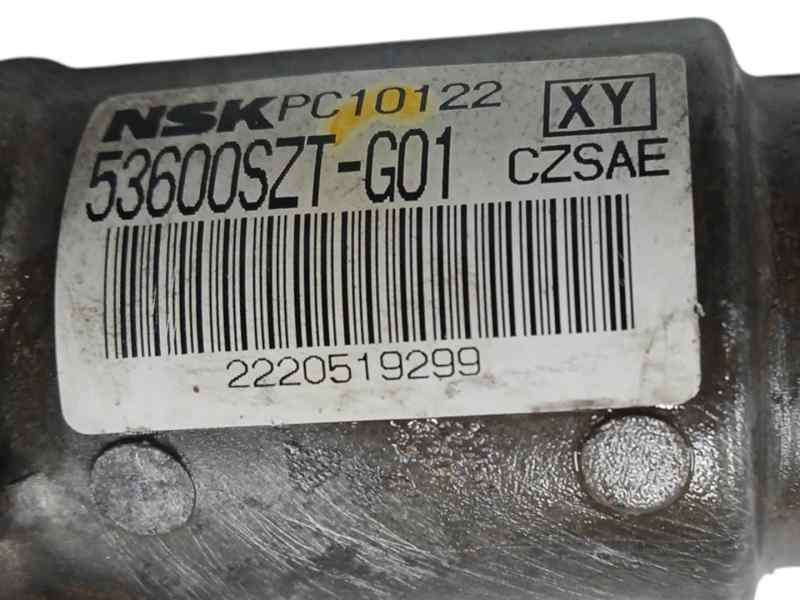 NSK PC10122 XY
53600SZT-G01 CZSAE
2220519299